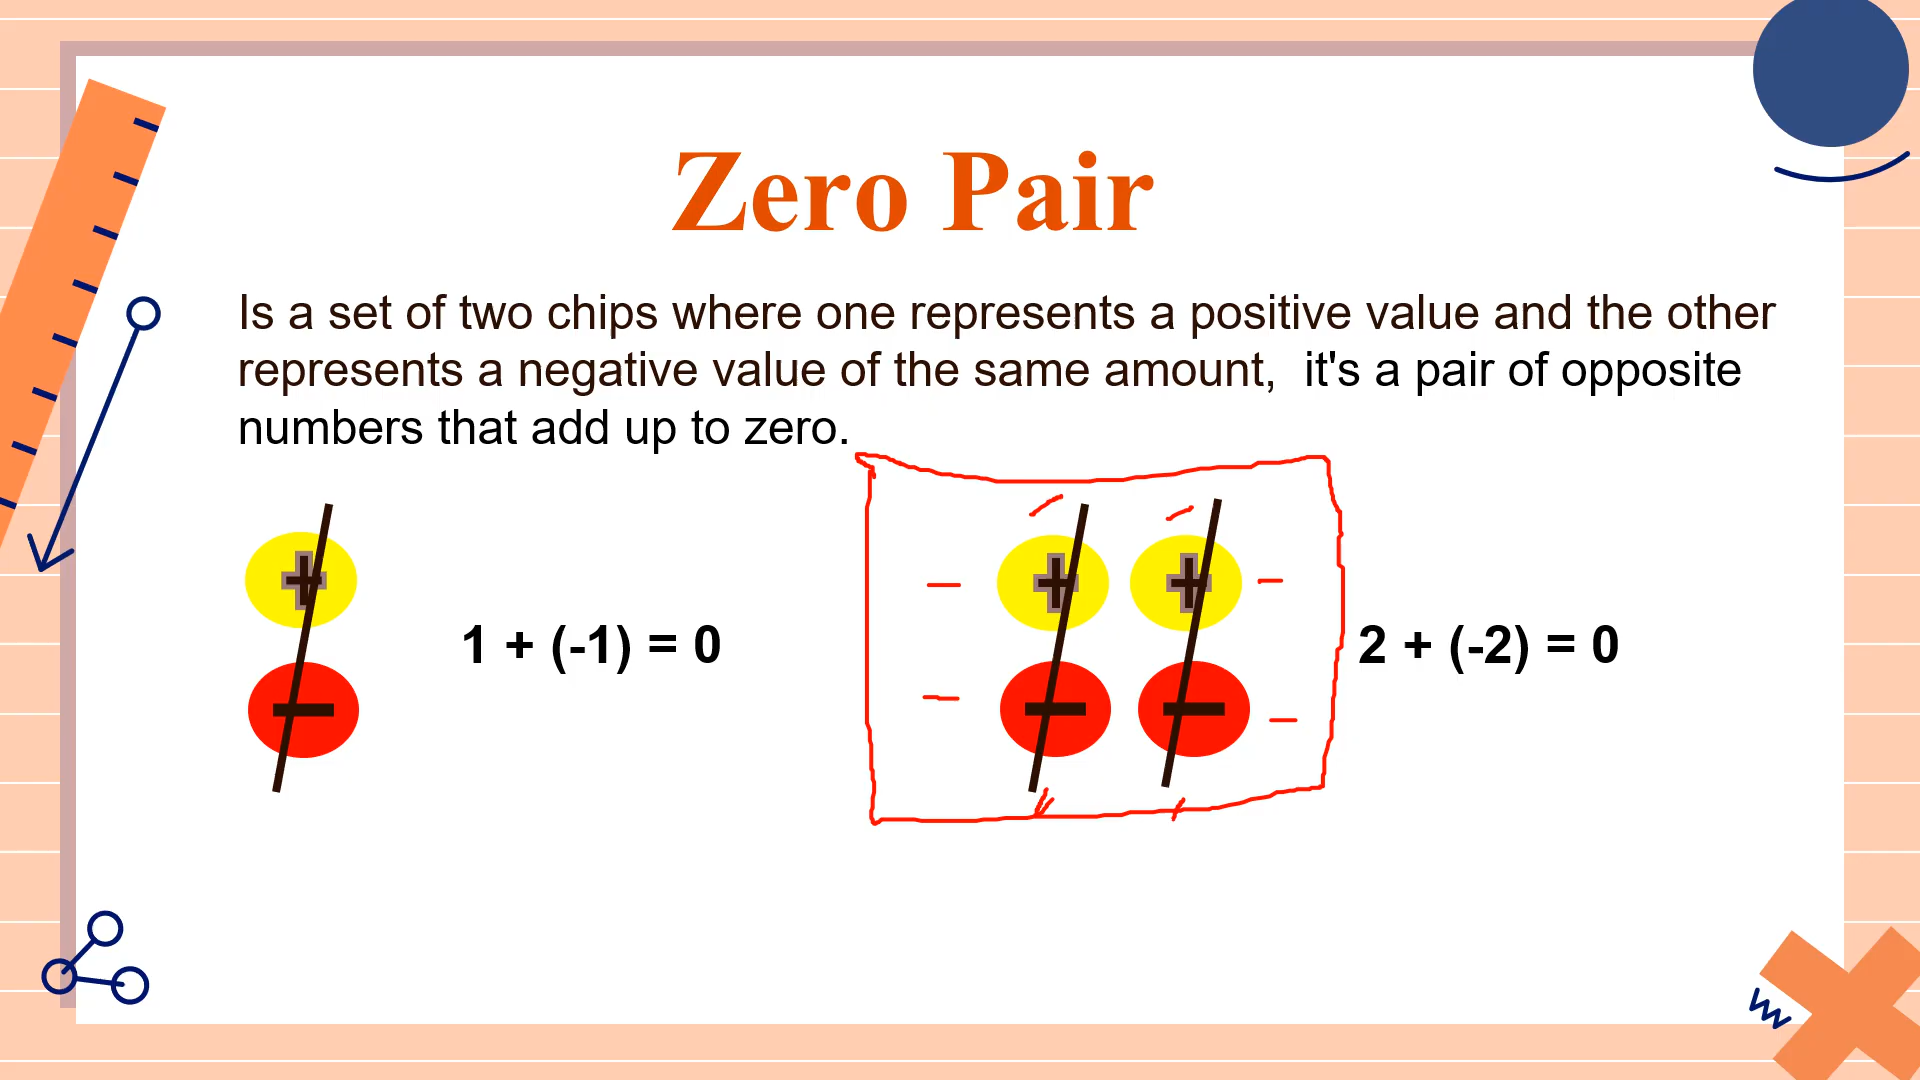 Zero Pair
Is a set of two chips where one represents a positive value and the other
represents a negative value of the same amount, it's a pair of opposite
numbers that add up to zero.
+ + +
1 + (-1) = 0 2 + (-2) = 0
− − −